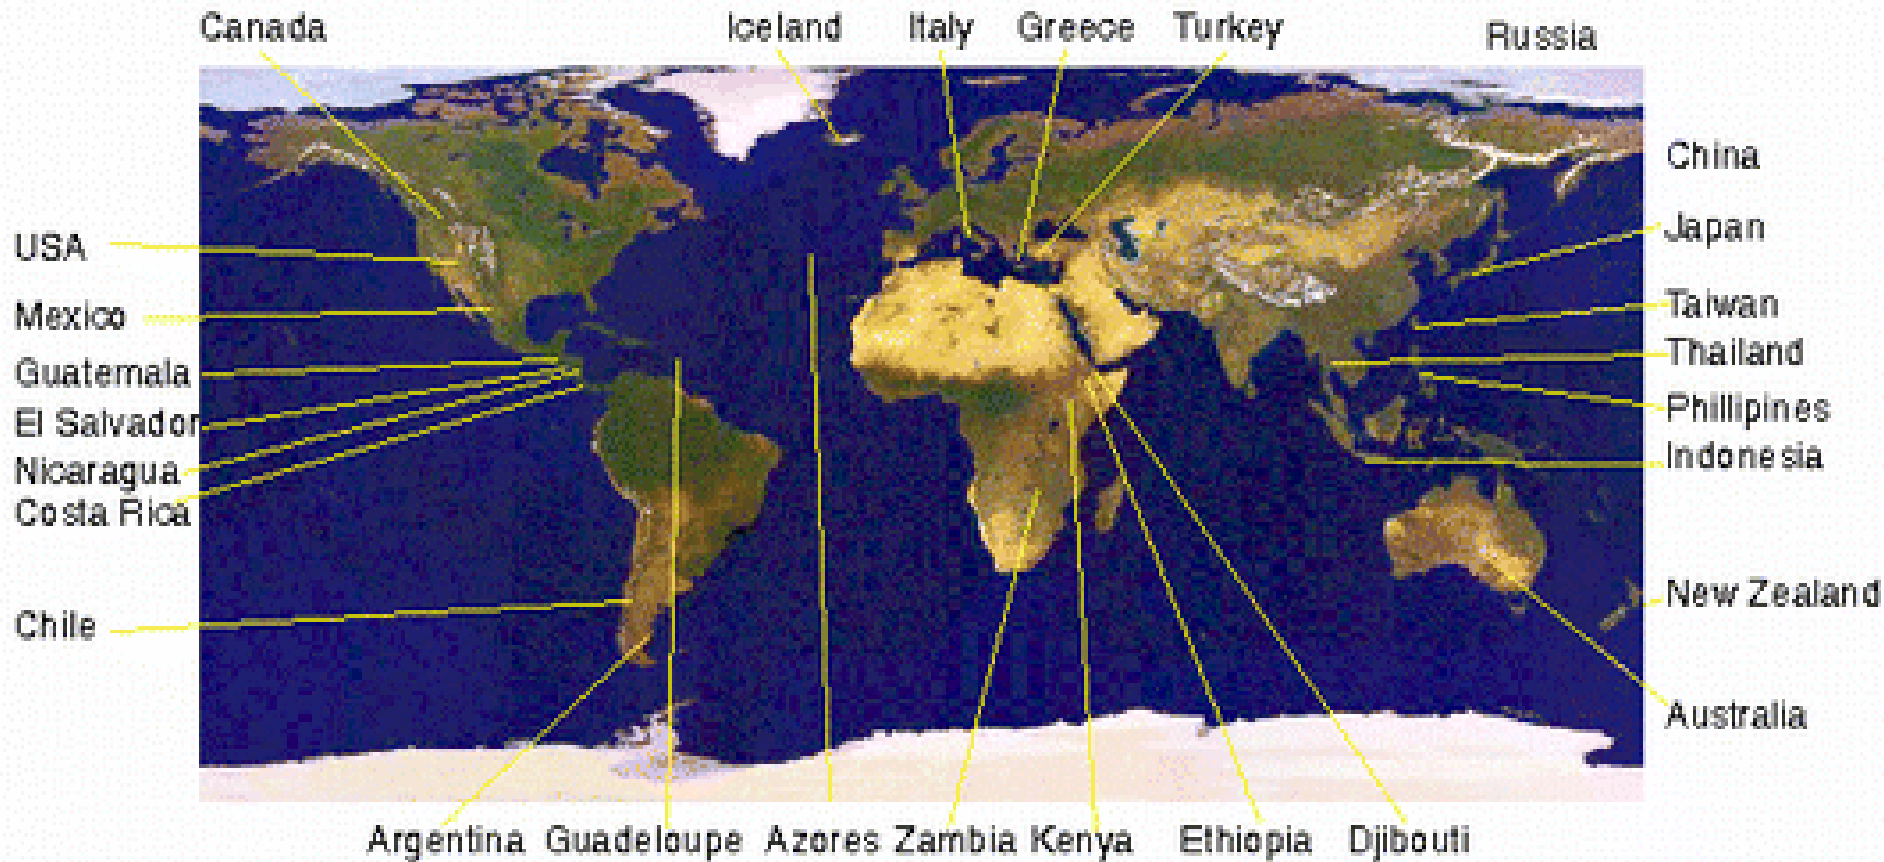 Canada
Iceland
Italy
Greece
Turkey
Russia
China
Japan
Taiwan
Thailand
Phillipines
Indonesia
New Zealand
Australia
USA
Mexico
Guatemala
El Salvador
Nicaragua
Costa Rica
Chile
Argentina
Guadeloupe
Azores
Zambia
Kenya
Ethiopia
Djibouti